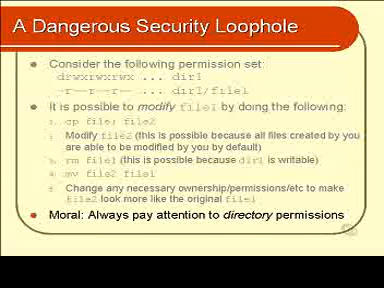 A Dangerous Security Loophole
Consider the following permission set:
drwxrwxrwx ... dir1
-r--r--r-- ... dir1/file1
It is possible to modify file1 by doing the following:
cp file1 file2
Modify file2 (this is possible because all files created by you
are able to be modified by you by default)
rm file1 (this is possible because dir1 is writable)
mv file2 file1
Change any necessary ownership/permissions/etc to make
file2 look more like the original file1
Moral: Always pay attention to directory permissions